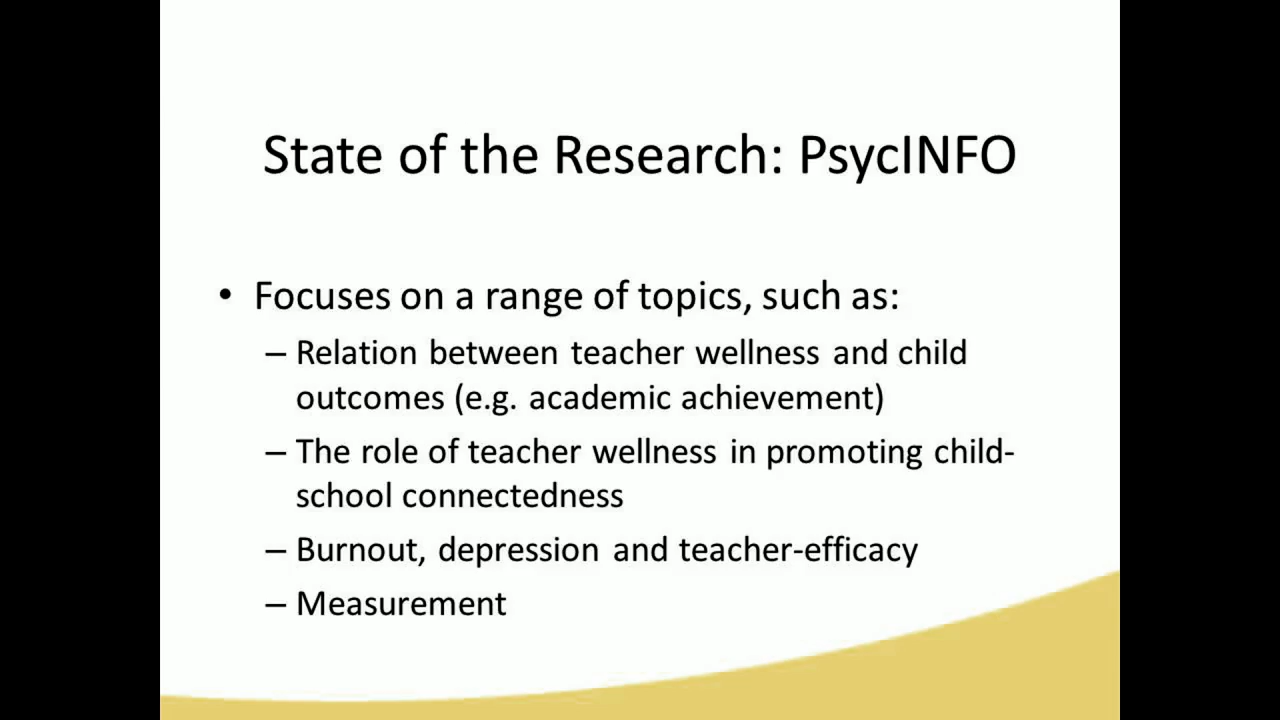 State of the Research: PsycINFO
• Focuses on a range of topics, such as:
– Relation between teacher wellness and child
outcomes (e.g. academic achievement)
– The role of teacher wellness in promoting child-
school connectedness
– Burnout, depression and teacher-efficacy
– Measurement